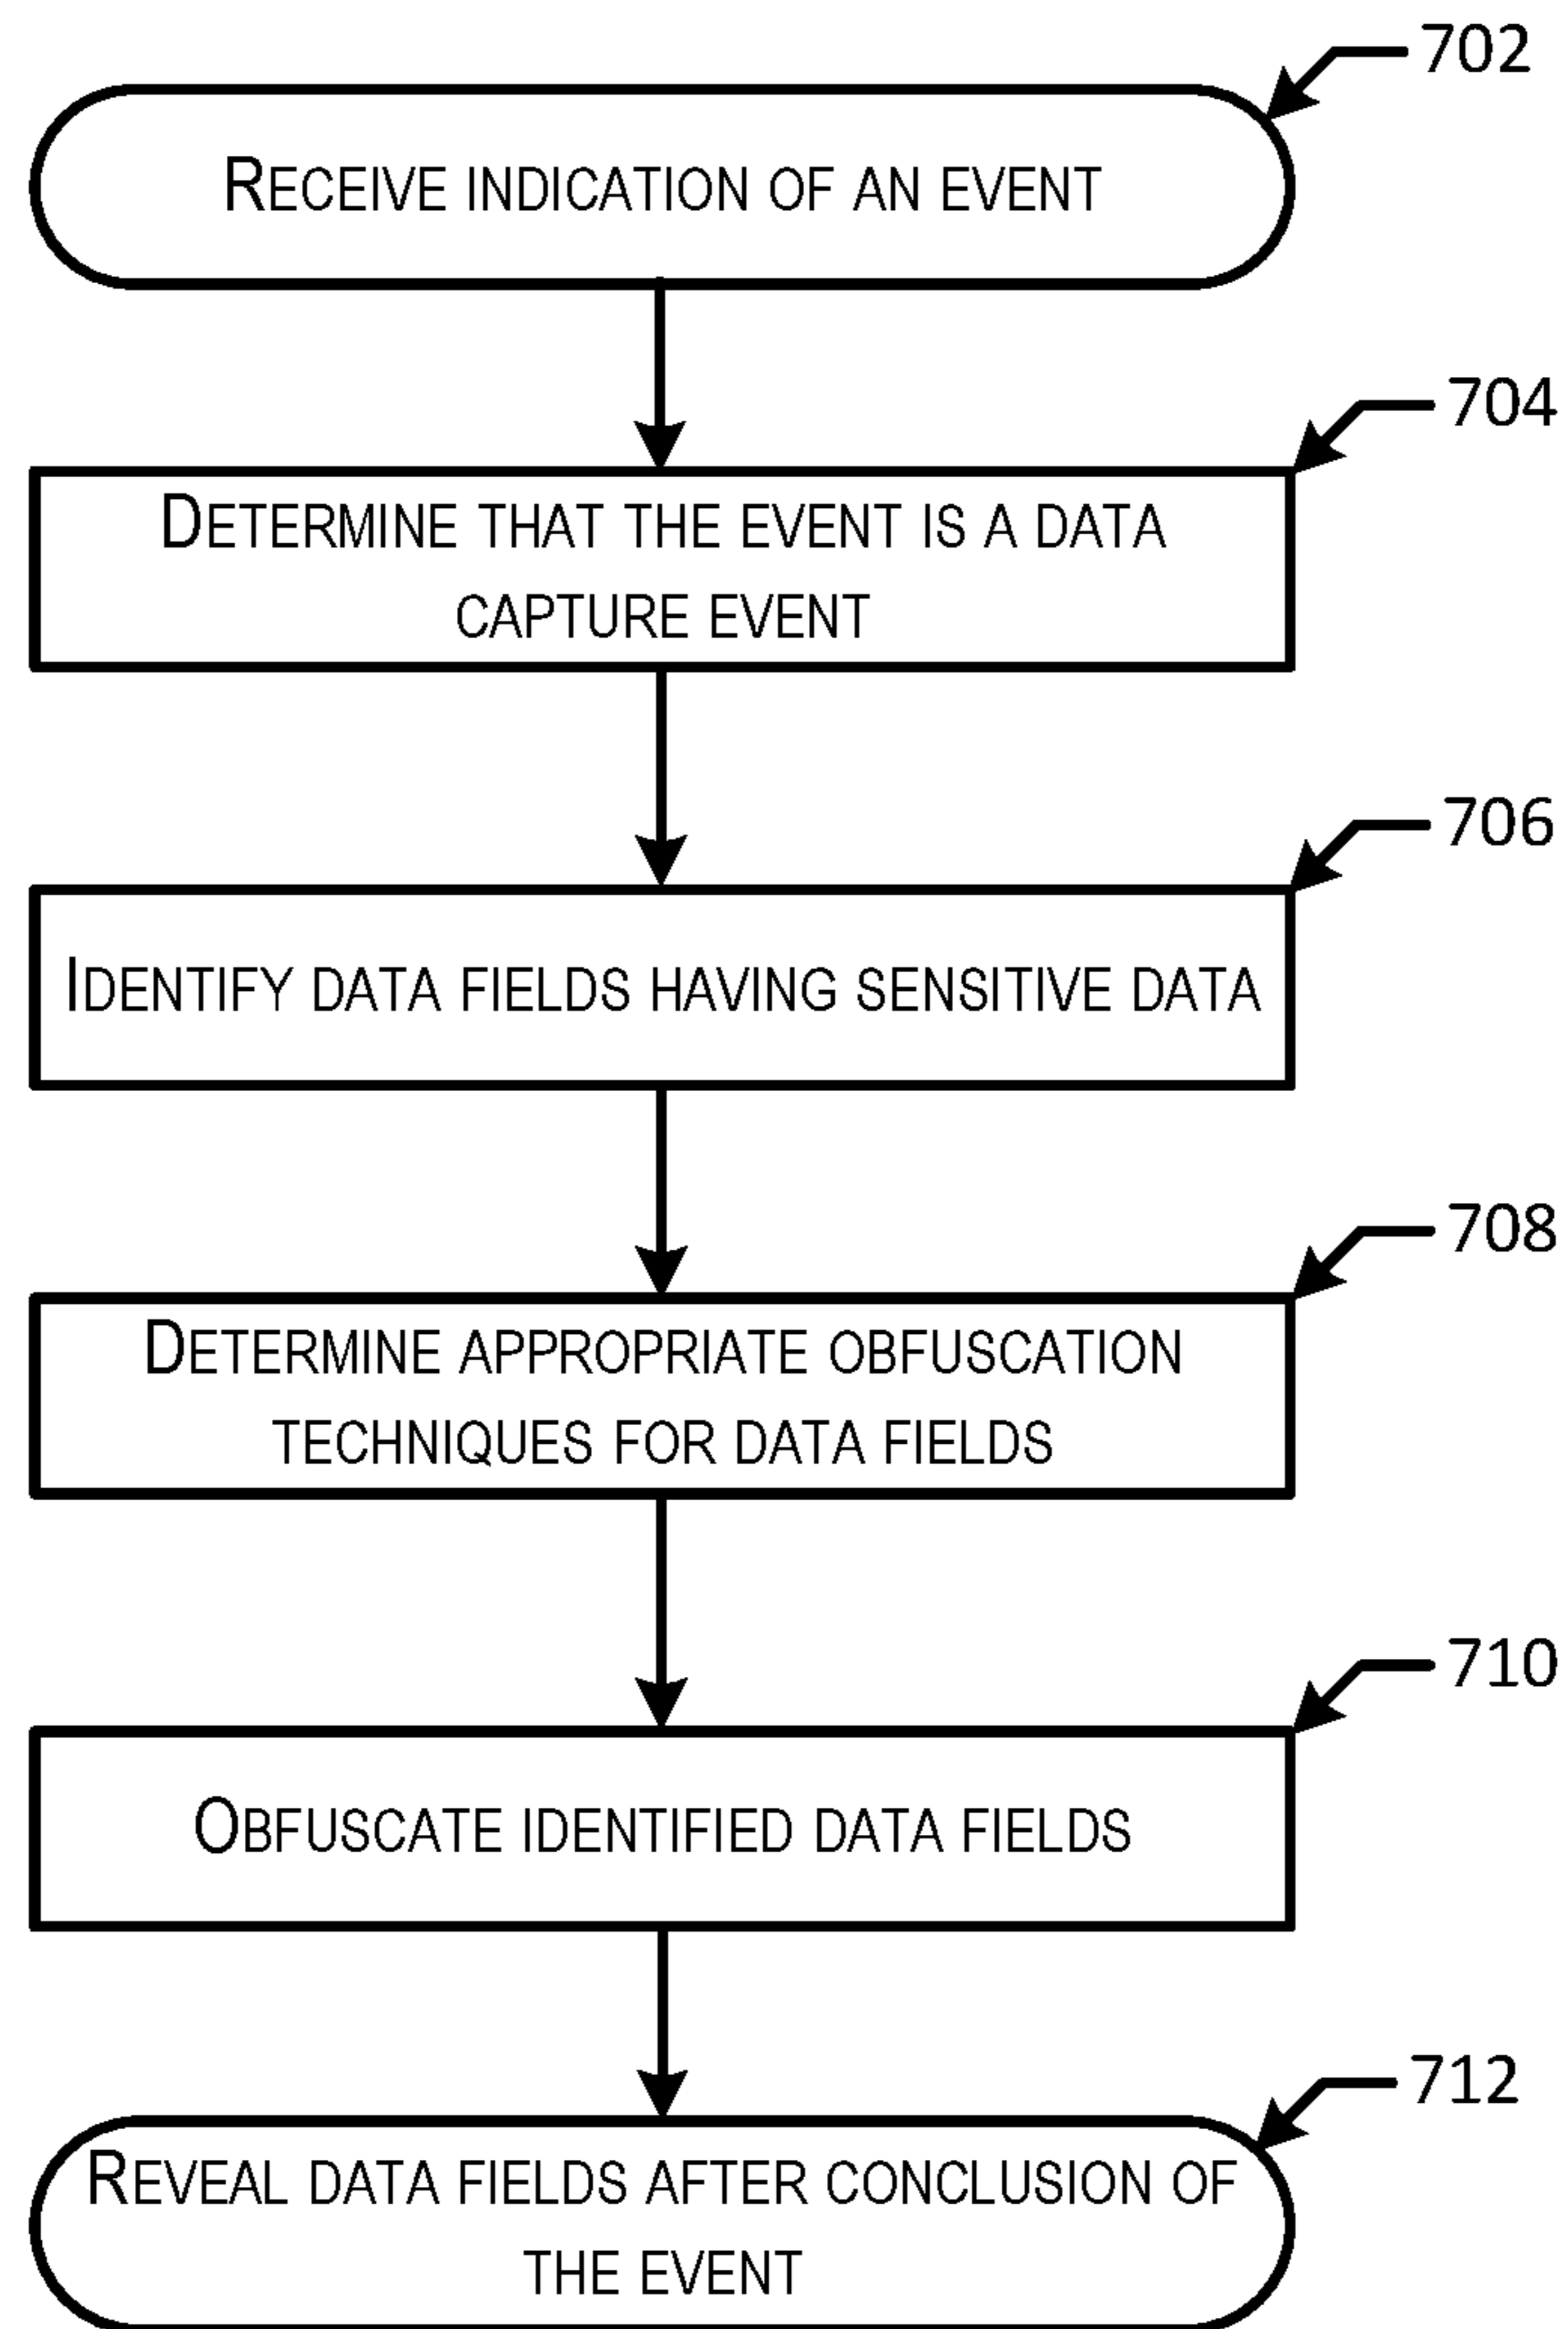 702
RECEIVE INDICATION OF AN EVENT
704
DETERMINE THAT THE EVENT IS A DATA
CAPTURE EVENT
706
IDENTIFY DATA FIELDS HAVING SENSITIVE DATA
708
DETERMINE APPROPRIATE OBFUSCATION
TECHNIQUES FOR DATA FIELDS
710
OBFUSCATE IDENTIFIED DATA FIELDS
712
REVEAL DATA FIELDS AFTER CONCLUSION OF
THE EVENT